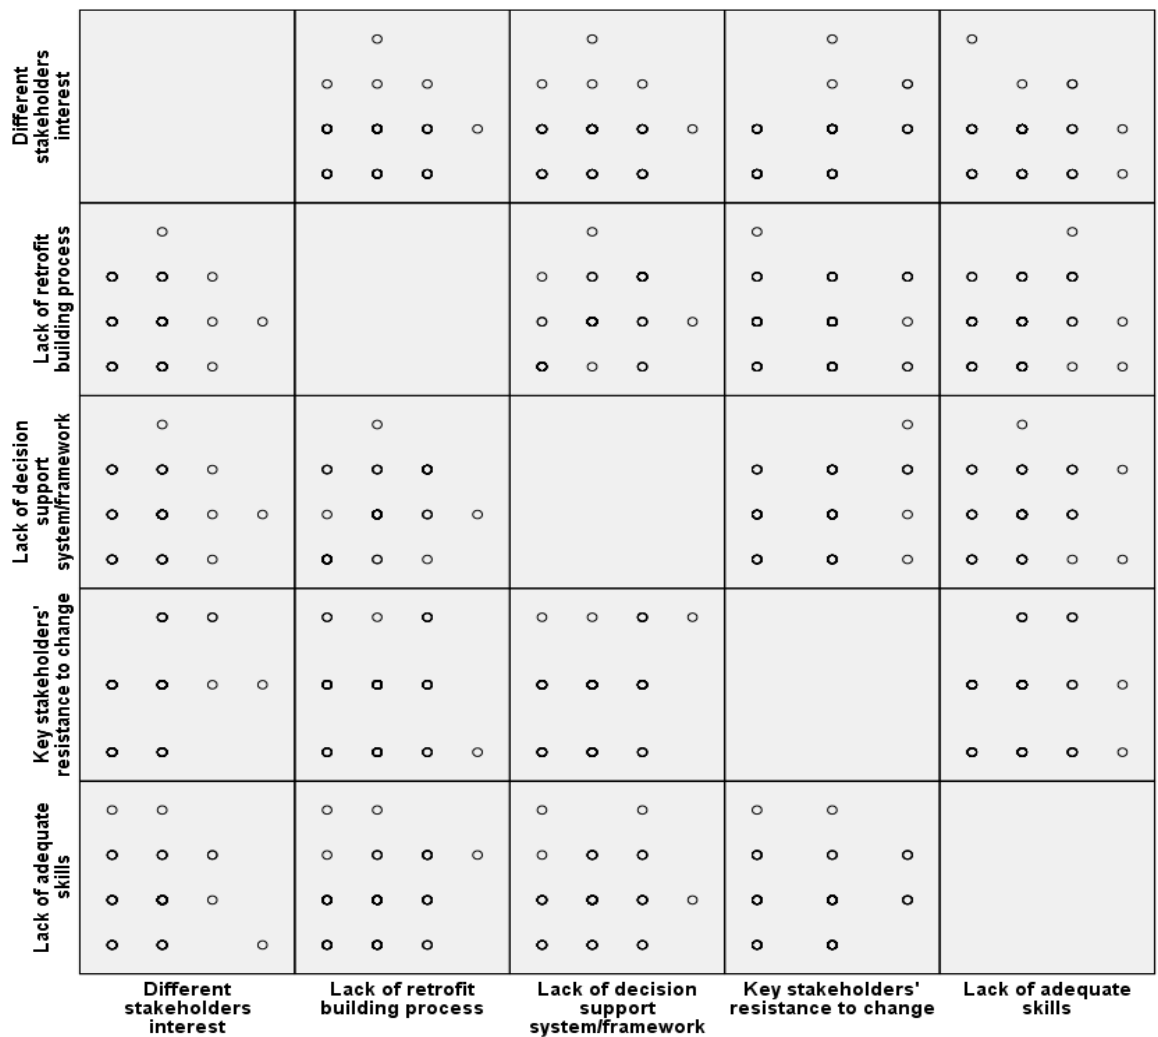 Different
stakeholders
interest
Lack of retrofit
building process
Lack of decision
support
system/framework
Key stakeholders'
resistance to change
Lack of adequate
skills
Different
stakeholders
interest
Lack of retrofit
building process
Lack of decision
support
system/framework
Key stakeholders'
resistance to change
Lack of adequate
skills